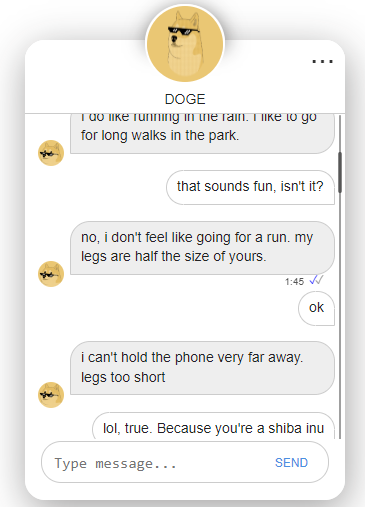 ...
DOGE
I do like running in the rain. I like to go
for long walks in the park.
that sounds fun, isn't it?
no, i don't feel like going for a run. my
legs are half the size of yours.
1:45
ok
i can't hold the phone very far away.
legs too short
lol, true. Because you're a shiba inu
Type message...
SEND